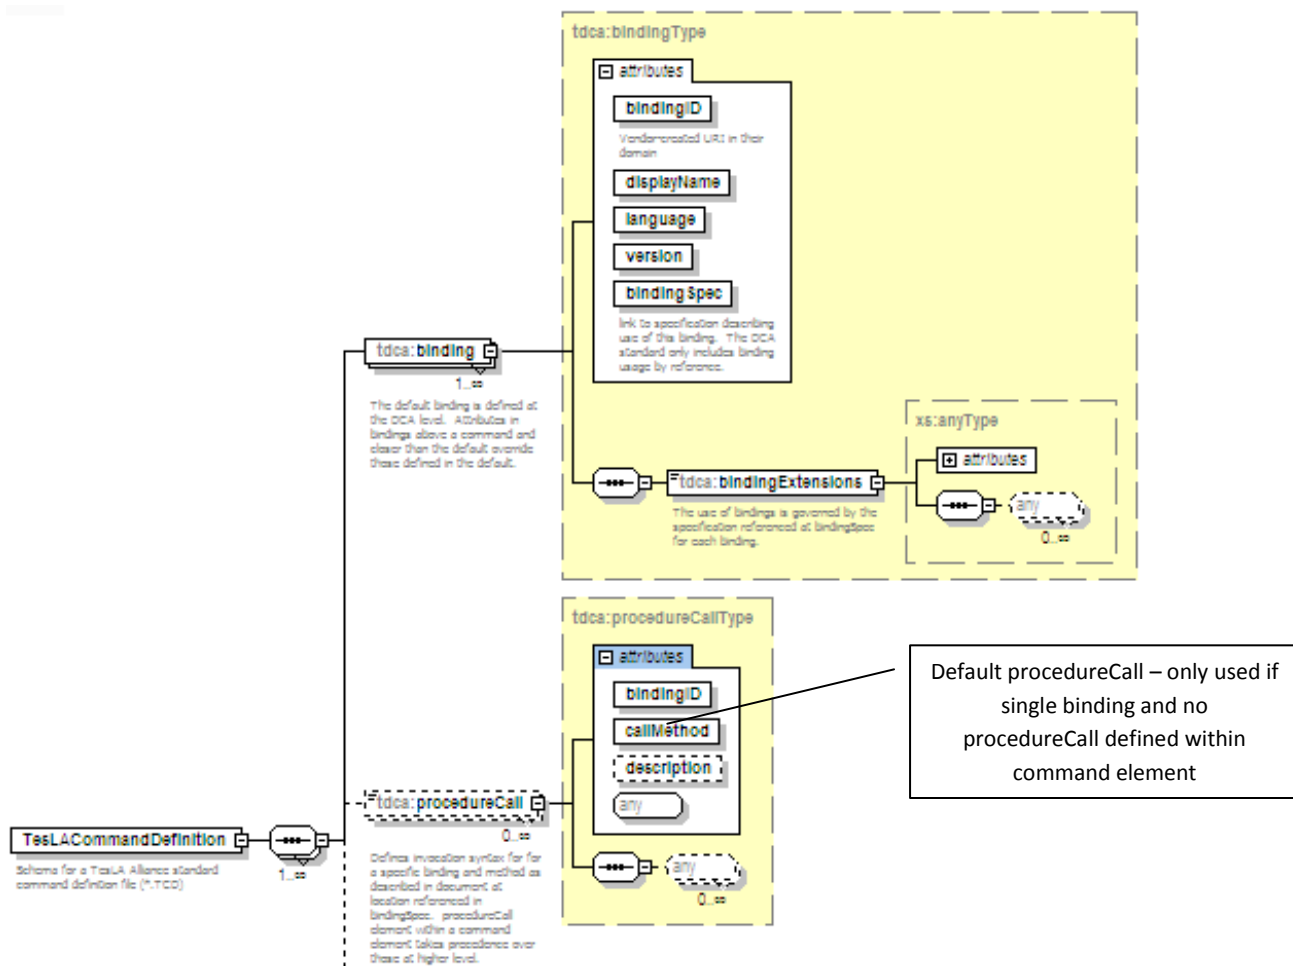 tdca:bindingType
attributes
bindingID
Vendor-created URI in their
domain
displayName
language
version
bindingSpec
link to specification describing
use of this binding. The DCA
standard only includes binding
usage by reference.
tdca:binding
1..∞
The default binding is defined at
the DCA level. Attributes in
bindings above a command and
closer than the default override
those defined in the default.
xs:anyType
attributes
any
0..∞
tdca:bindingExtensions
The use of bindings is governed by the
specification referenced at bindingSpec
for each binding.
tdca:procedureCallType
attributes
bindingID
callMethod
description
any
any
0..∞
Default procedureCall – only used if
single binding and no
procedureCall defined within
command element
tdca:procedureCall
0..∞
Defines invocation syntax for for
a specific binding and method as
described in document at
location referenced in
bindingSpec. procedureCall
element within a command
element takes precedence over
those at higher level.
TesLACommandDefinition
1..∞
Schema for a TesLA Alliance standard
command definition file (*.TCD)